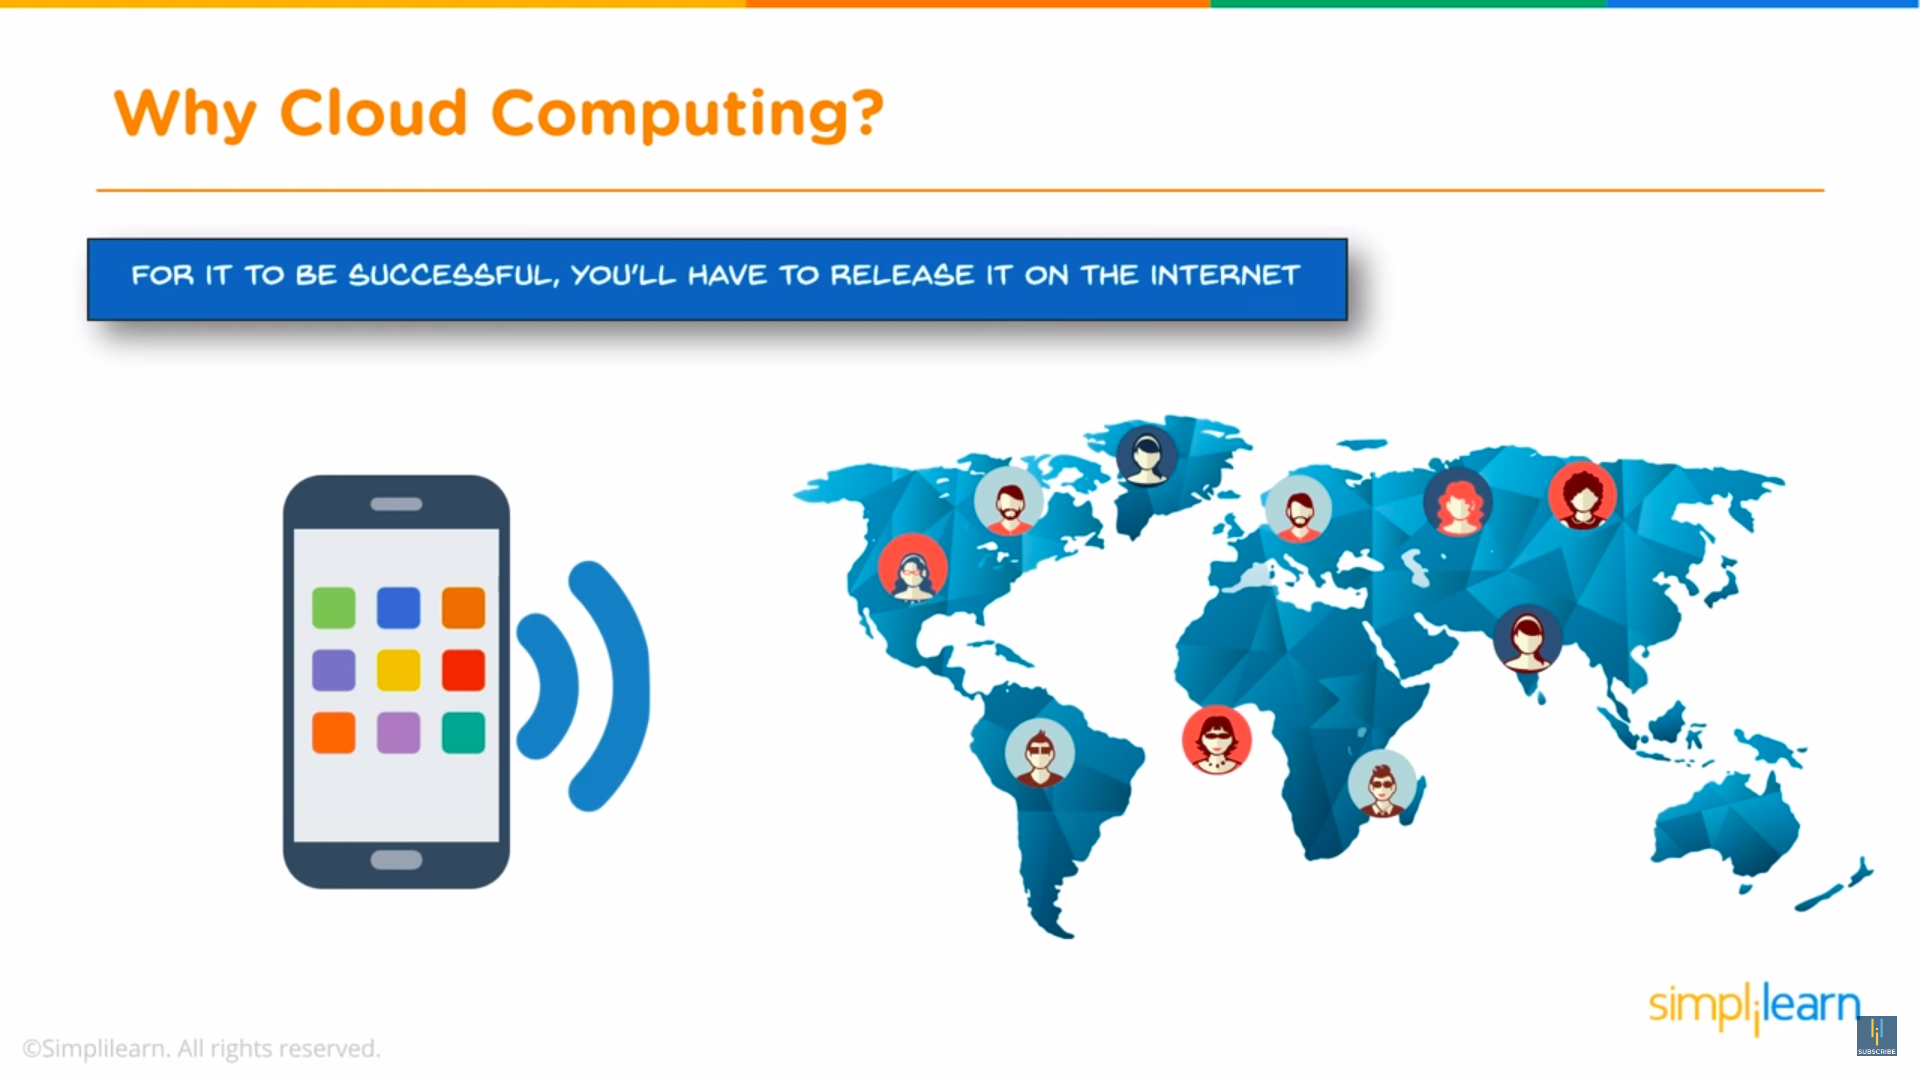 Why Cloud Computing?
FOR IT TO BE SUCCESSFUL, YOU'LL HAVE TO RELEASE IT ON THE INTERNET
simplilearn
SUBSCRIBE
©Simplilearn. All rights reserved.